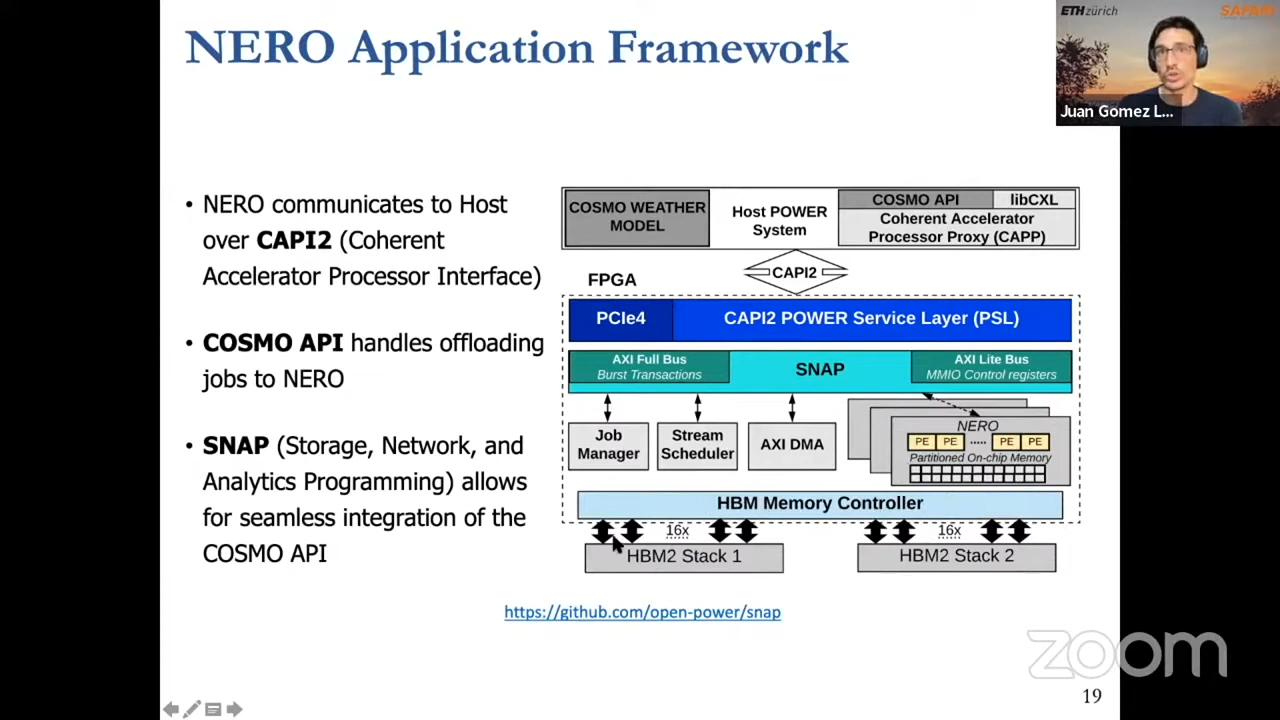 NERO Application Framework
ETH zürich
SAFARI
Juan Gomez L...
• NERO communicates to Host
over CAPI2 (Coherent
Accelerator Processor Interface)
• COSMO API handles offloading
jobs to NERO
• SNAP (Storage, Network, and
Analytics Programming) allows
for seamless integration of the
COSMO API
COSMO WEATHER
MODEL
Host POWER
System
COSMO API
libCXL
Coherent Accelerator
Processor Proxy (CAPP)
CAPI2
FPGA
PCIe4
CAPI2 POWER Service Layer (PSL)
AXI Full Bus
Burst Transactions
SNAP
AXI Lite Bus
MMIO Control registers
Job
Manager
Stream
Scheduler
AXI DMA
NERO
PE PE ..... PE PE
Partitioned On-chip Memory
HBM Memory Controller
16x
16x
HBM2 Stack 1
HBM2 Stack 2
https://github.com/open-power/snap
zoom
19